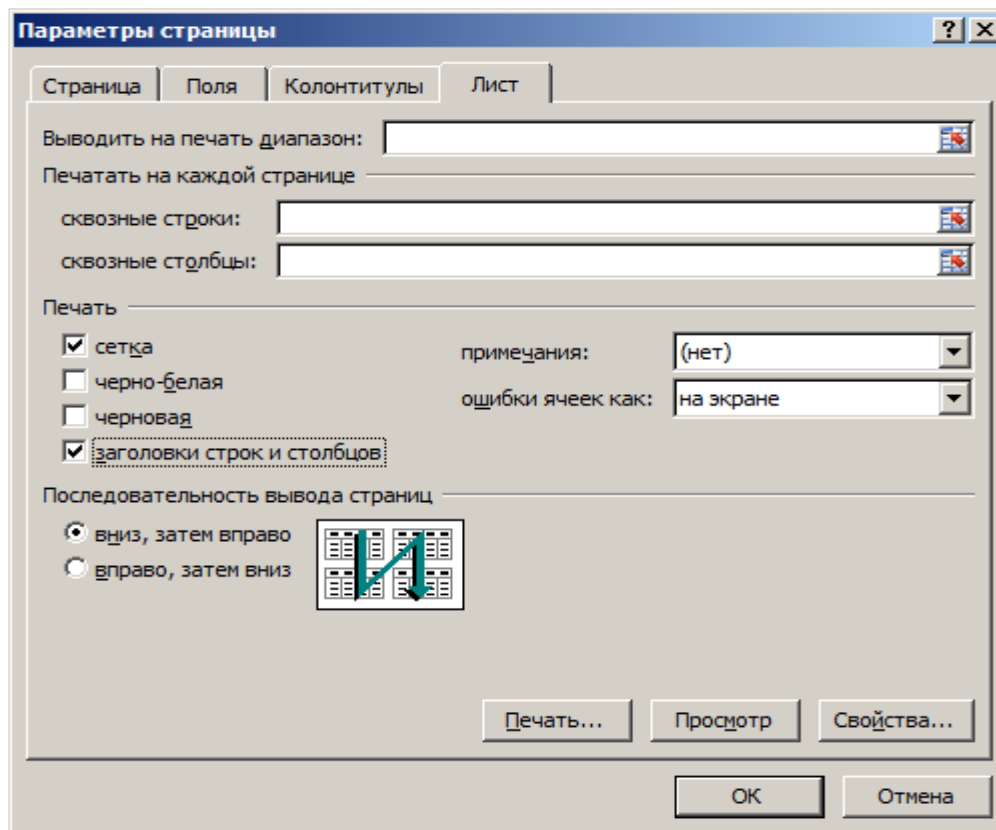 Параметры страницы
Страница Поля Колонтитулы Лист
Выводить на печать диапазон:
Печатать на каждой странице
сквозные строки:
сквозные столбцы:
Печать
сетка
примечания: (нет)
черно-белая
ошибки ячеек как: на экране
черновая
заголовки строк и столбцов
Последовательность вывода страниц
вниз, затем вправо
вправо, затем вниз
Печать... Просмотр Свойства...
ОК Отмена